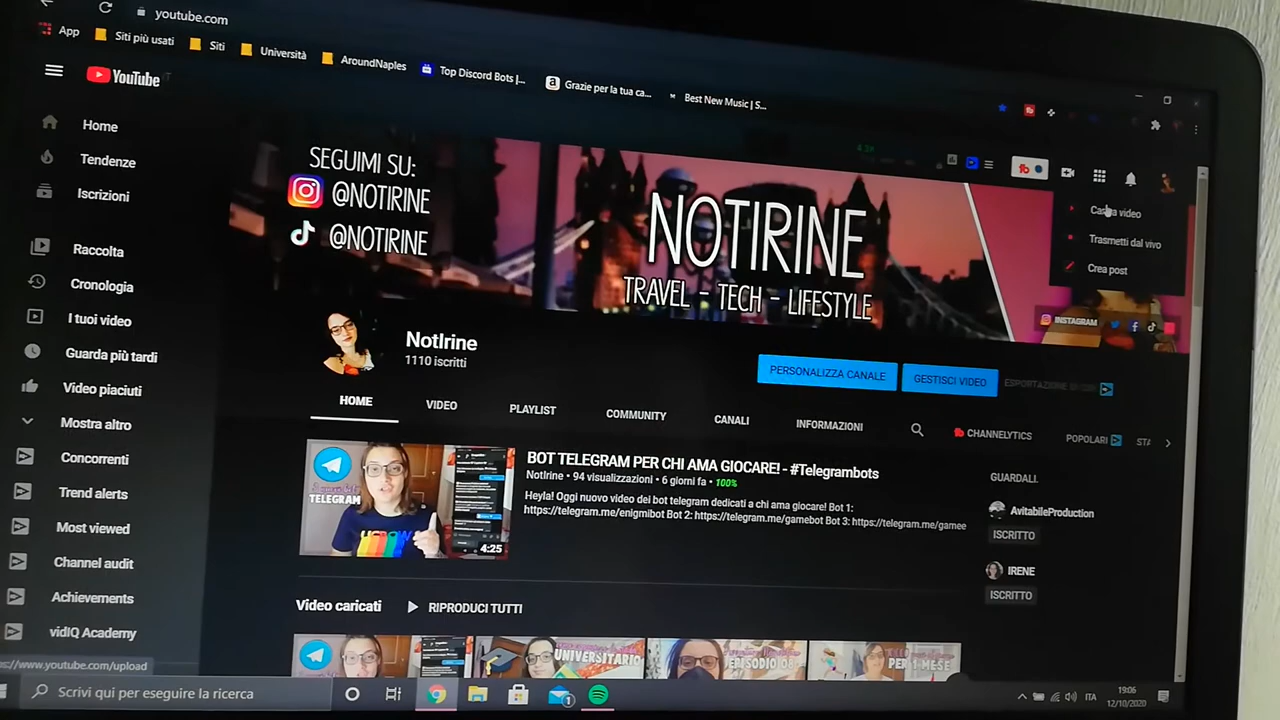 youtube.com
App Siti più usati Siti Università AroundNaples Top Discord Bots |... Grazie per la tua ca... Best New Music | S...
YouTube IT
Home
Tendenze
Iscrizioni
Raccolta
Cronologia
I tuoi video
Guarda più tardi
Video piaciuti
Mostra altro
Concorrenti
Trend alerts
Most viewed
Channel audit
Achievements
vidIQ Academy
SEGUIMI SU:
@NOTIRINE
@NOTIRINE
NOTIRINE
TRAVEL - TECH - LIFESTYLE
Carica video
Trasmetti dal vivo
Crea post
INSTAGRAM
NotIrine
1110 iscritti
PERSONALIZZA CANALE GESTISCI VIDEO
HOME VIDEO PLAYLIST COMMUNITY CANALI INFORMAZIONI CHANNELYTICS POPOLARI
TELEGRAM
4:25
BOT TELEGRAM PER CHI AMA GIOCARE! - #Telegrambots
NotIrine • 94 visualizzazioni • 6 giorni fa • 100%
Heyla! Oggi nuovo video dei bot telegram dedicati a chi ama giocare! Bot 1:
https://telegram.me/enigmibot Bot 2: https://telegram.me/gamebot Bot 3: https://telegram.me/gamee
GUARDALI.
AvitabileProduction
ISCRITTO
IRENE
ISCRITTO
Video caricati RIPRODUCI TUTTI
UNIVERSITARIO
EPISODIO 08
PER 1 MESE
s://www.youtube.com/upload
Scrivi qui per eseguire la ricerca
1
ITA
19:06
12/10/2020